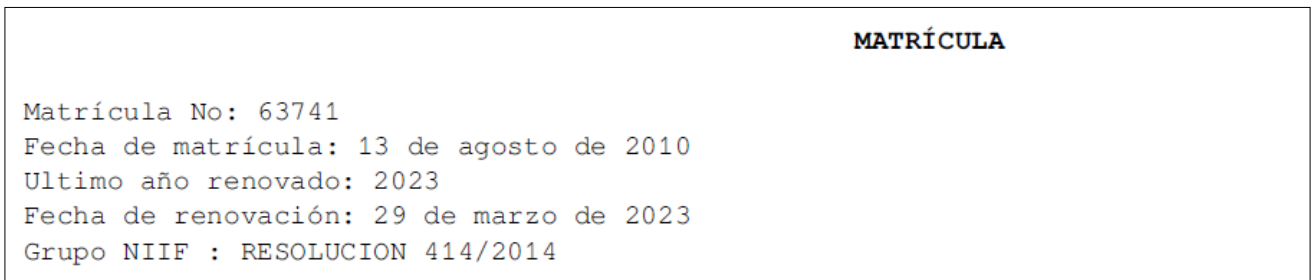 MATRÍCULA
Matrícula No: 63741
Fecha de matrícula: 13 de agosto de 2010
Ultimo año renovado: 2023
Fecha de renovación: 29 de marzo de 2023
Grupo NIIF : RESOLUCION 414/2014